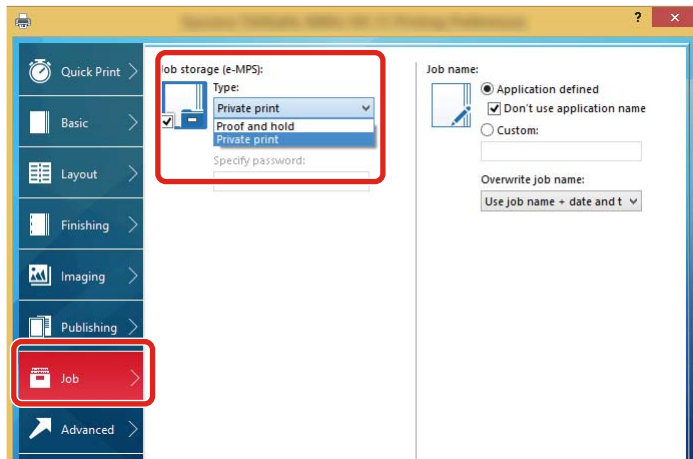 ?
×
Quick Print
Basic
Layout
Finishing
Imaging
Publishing
Job
Advanced
Job storage (e-MPS):
Type:
Private print
Proof and hold
Private print
Specify password:
Job name:
Application defined
Don't use application name
Custom:
Overwrite job name:
Use job name + date and t